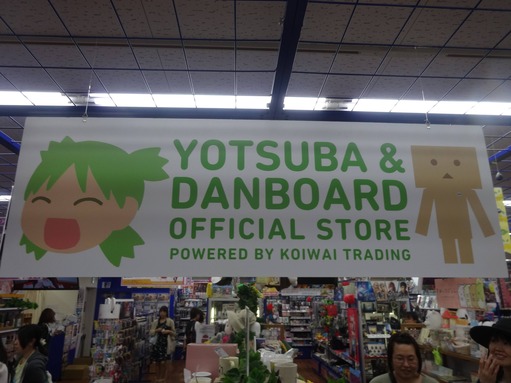 YOTSUBA &
DANBOARD
OFFICIAL STORE
POWERED BY KOIWAI TRADING